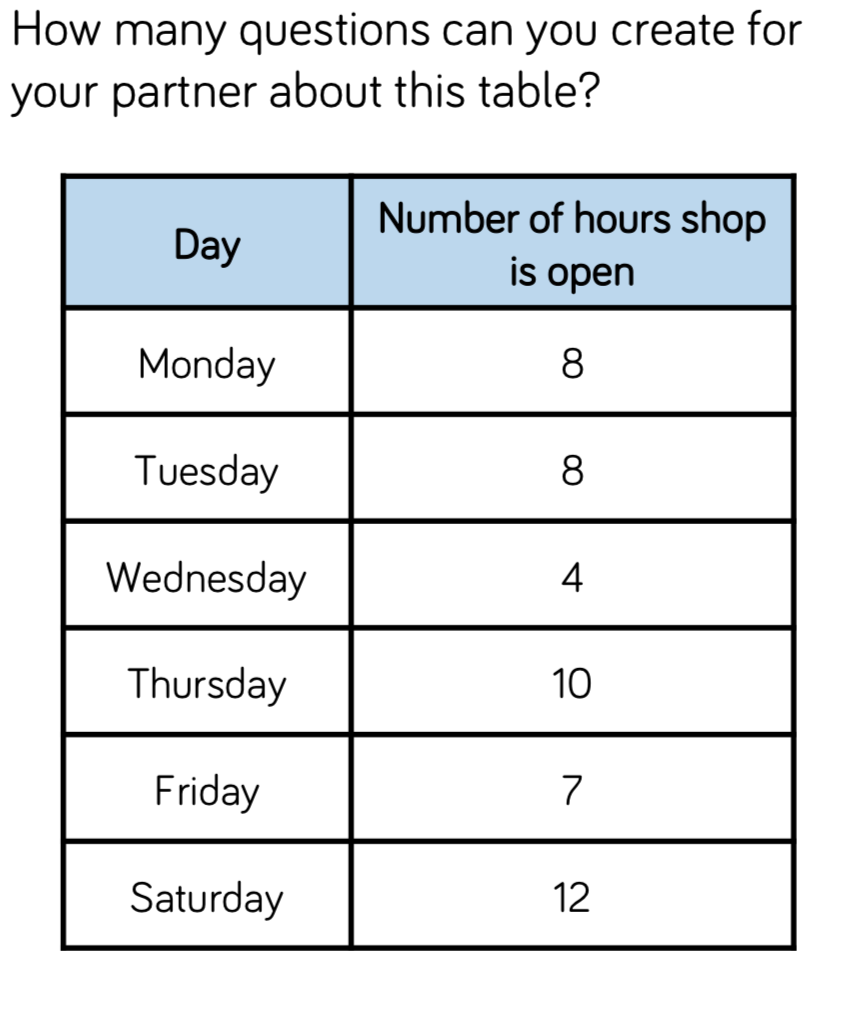 How many questions can you create for
your partner about this table?
Day
Number of hours shop
is open
Monday 8
Tuesday 8
Wednesday 4
Thursday 10
Friday 7
Saturday 12